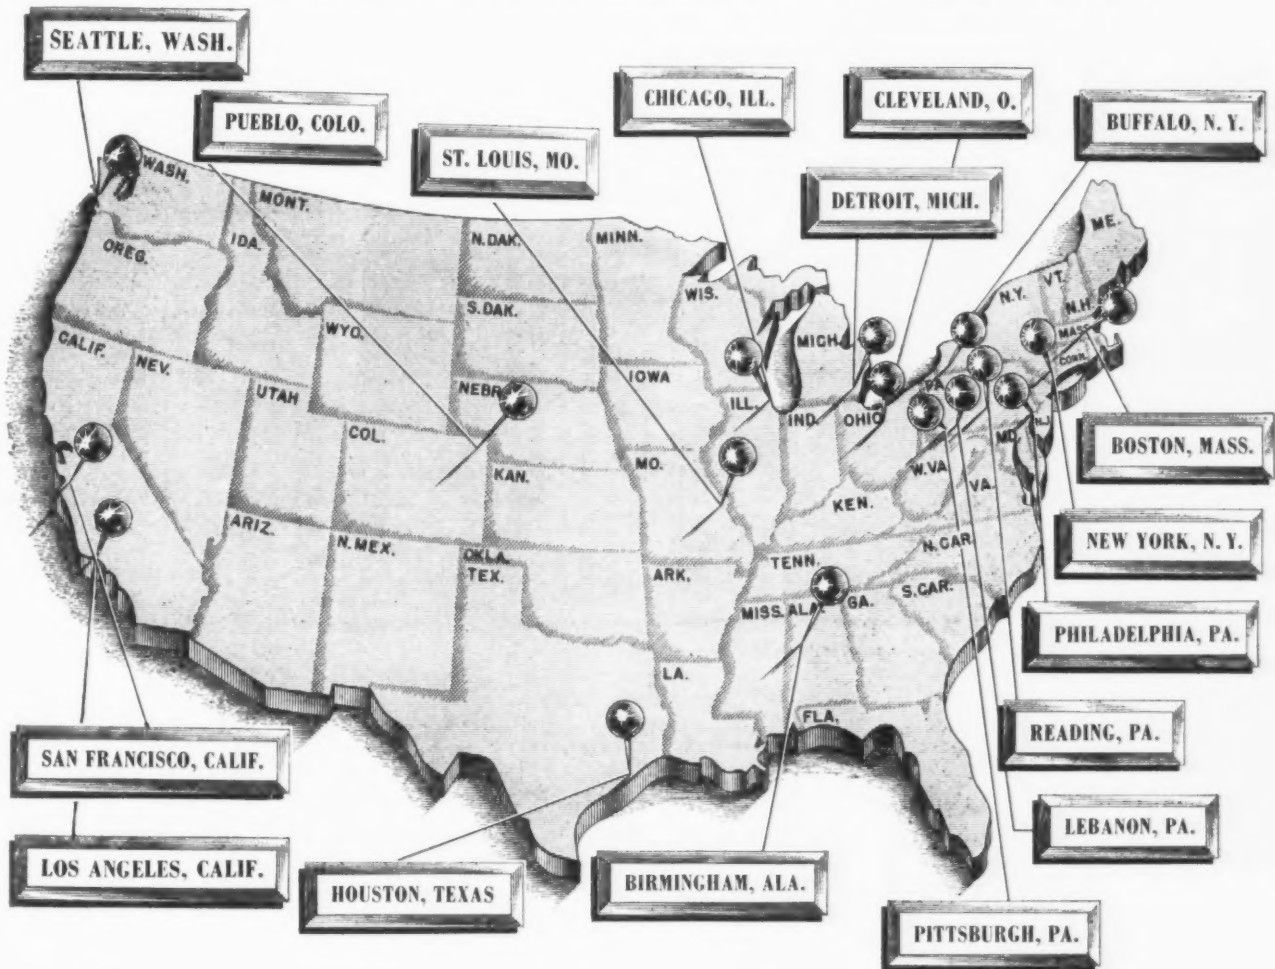 SEATTLE, WASH.
PUEBLO, COLO.
ST. LOUIS, MO.
CHICAGO, ILL.
CLEVELAND, O.
DETROIT, MICH.
BUFFALO, N. Y.
WASH.
MONT.
N. DAK.
MINN.
ME.
OREG.
IDA.
S. DAK.
WIS.
MICH.
N.Y.
VT.
N.H.
MASS.
CONN.
CALIF.
NEV.
WYO.
NEBR.
IOWA
UTAH
COL.
ILL.
IND.
OHIO
PA.
N.J.
KAN.
MO.
W. VA.
MD.
VA.
KEN.
ARIZ.
N. MEX.
OKLA.
TEX.
ARK.
TENN.
N. CAR.
S. CAR.
MISS.
ALA.
GA.
LA.
FLA.
BOSTON, MASS.
NEW YORK, N. Y.
PHILADELPHIA, PA.
READING, PA.
LEBANON, PA.
PITTSBURGH, PA.
SAN FRANCISCO, CALIF.
LOS ANGELES, CALIF.
HOUSTON, TEXAS
BIRMINGHAM, ALA.